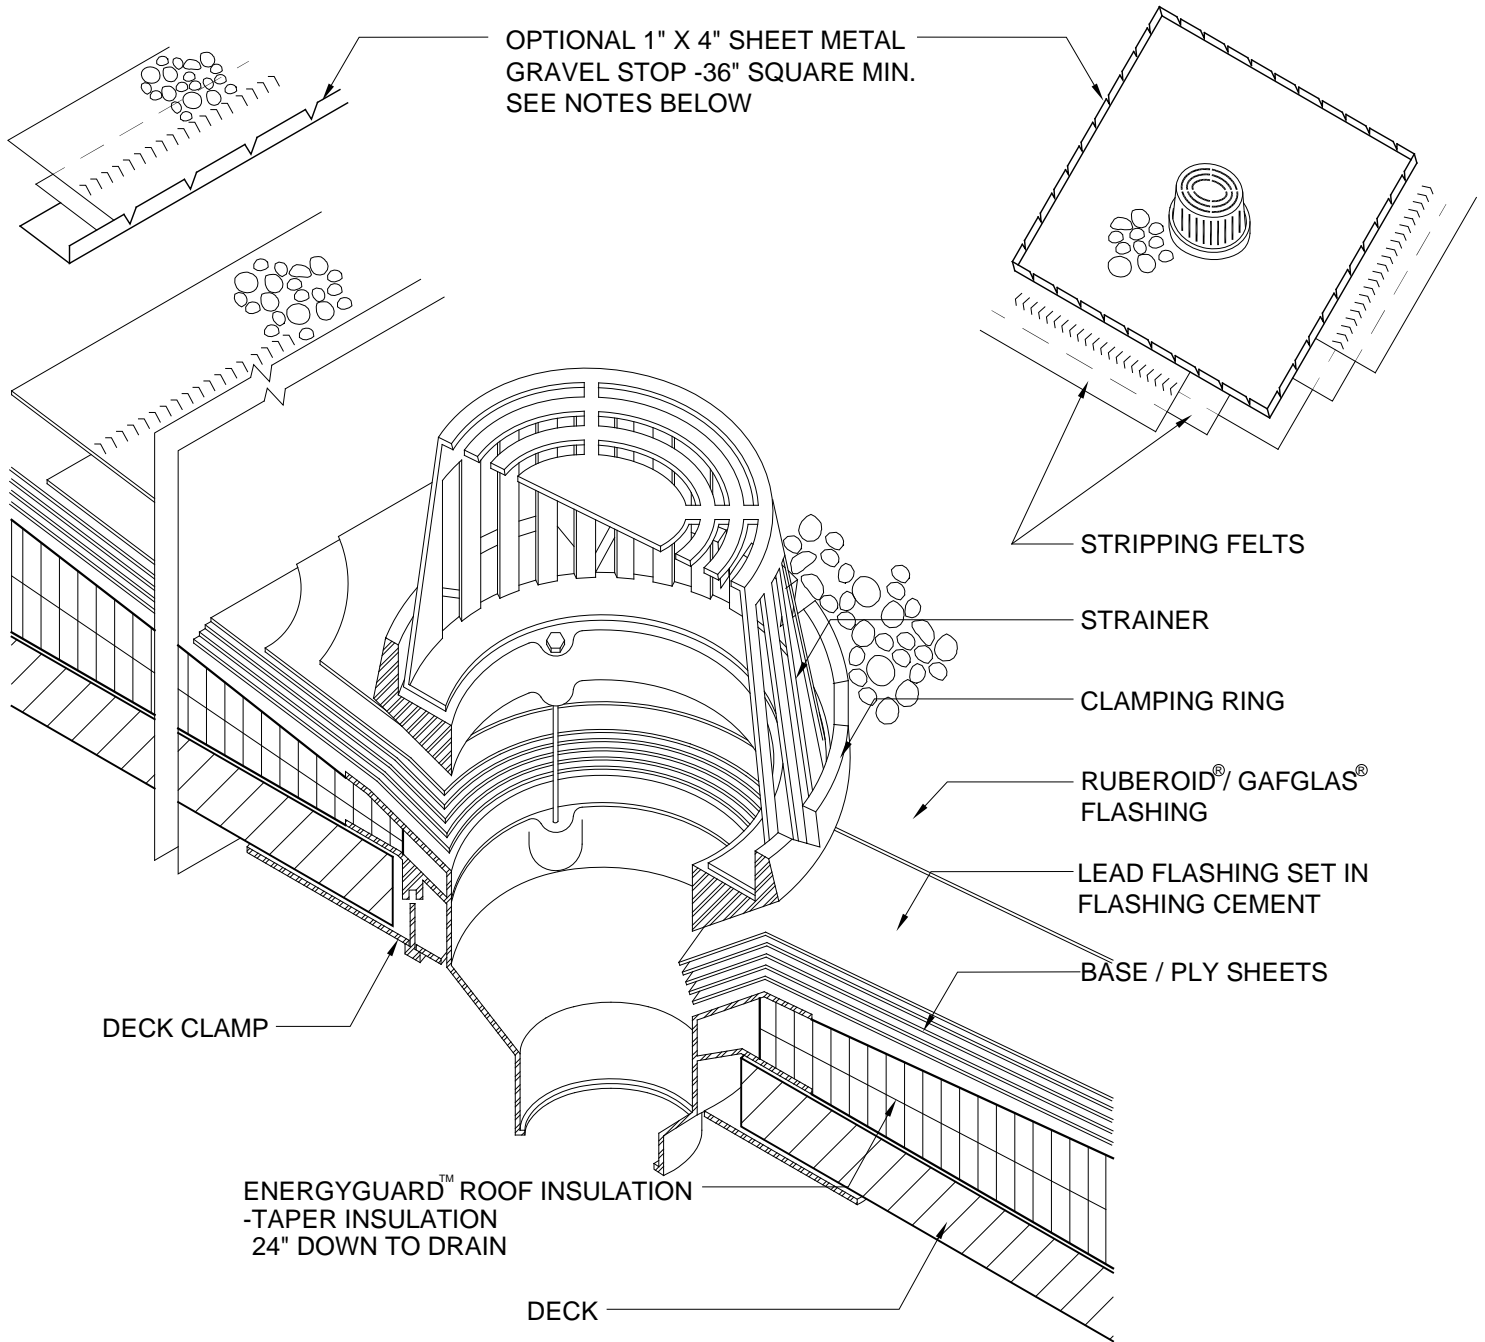 OPTIONAL 1" X 4" SHEET METAL
GRAVEL STOP -36" SQUARE MIN.
SEE NOTES BELOW
STRIPPING FELTS
STRAINER
CLAMPING RING
RUBEROID®/ GAFGLAS®
FLASHING
LEAD FLASHING SET IN
FLASHING CEMENT
BASE / PLY SHEETS
DECK CLAMP
ENERGYGUARD™ ROOF INSULATION
-TAPER INSULATION
24" DOWN TO DRAIN
DECK